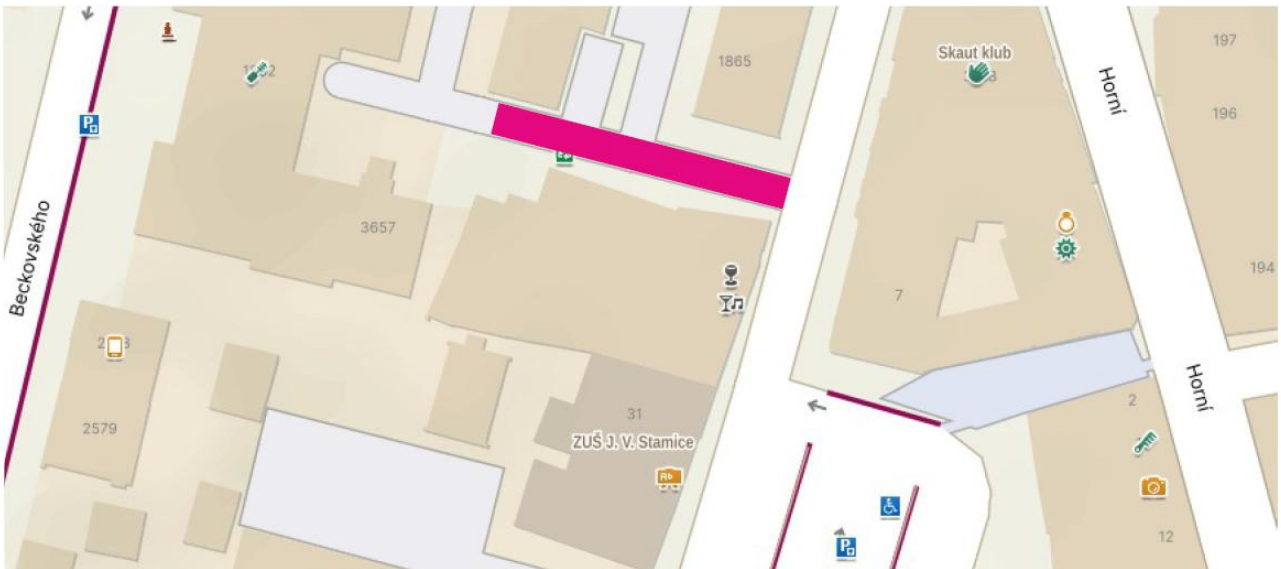 Skaut klub
197
1865
Horní
196
Beckovského
3657
194
7
2
Horní
31
2579
ZUŠ J. V. Stamice
12